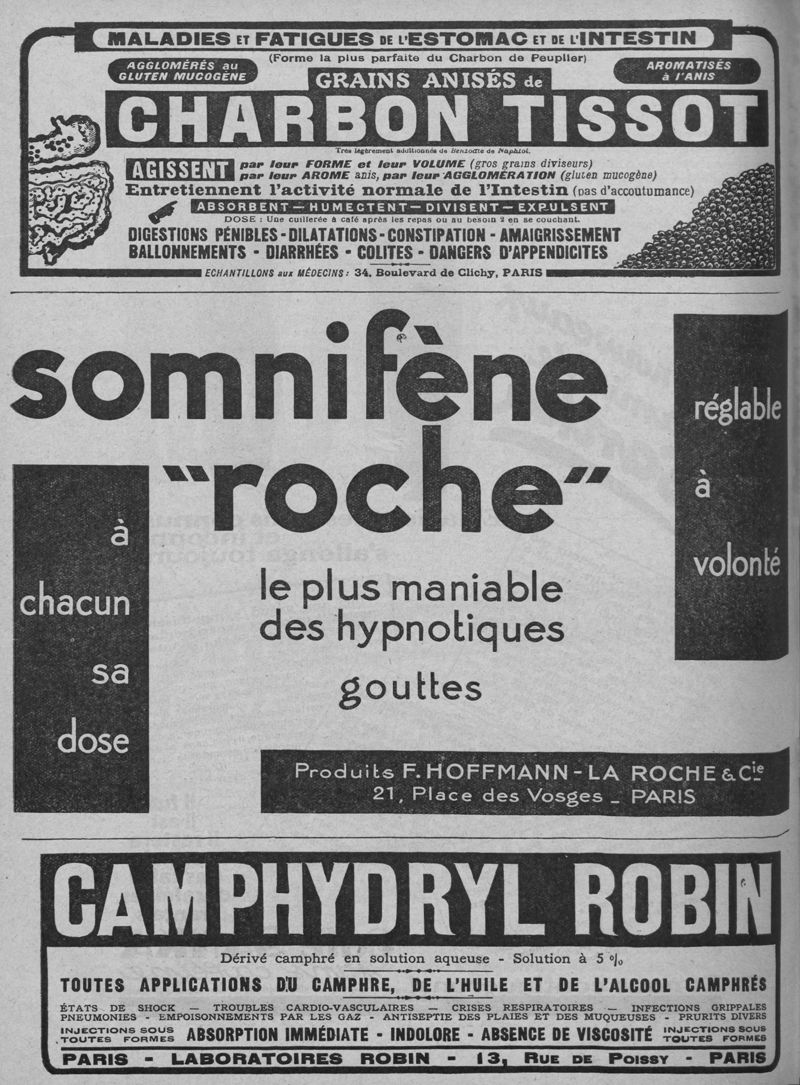 MALADIES ET FATIGUES DE L'ESTOMAC ET DE L'INTESTIN
(Forme la plus parfaite du Charbon de Peuplier)
AGGLOMÉRÉS au
GLUTEN MUCOGÈNE
AROMATISÉS
à l'ANIS
GRAINS ANISÉS de
CHARBON TISSOT
Très légèrement additionnés de Benzoate de Naphtol.
AGISSENT
par leur FORME et leur VOLUME (gros grains diviseurs)
par leur AROME anis, par leur AGGLOMÉRATION (gluten mucogène)
Entretiennent l'activité normale de l'Intestin (pas d'accoutumance)
ABSORBENT — HUMECTENT — DIVISENT — EXPULSENT
DOSE : Une cuillerée à café après les repas ou au besoin 2 en se couchant.
DIGESTIONS PÉNIBLES - DILATATIONS - CONSTIPATION - AMAIGRISSEMENT
BALLONNEMENTS - DIARRHÉES - COLITES - DANGERS D'APPENDICITES
ECHANTILLONS aux MÉDECINS : 34, Boulevard de Clichy, PARIS
somnifène
"roche"
réglable
à
volonté
à
chacun
sa
dose
le plus maniable
des hypnotiques
gouttes
Produits F. HOFFMANN - LA ROCHE & Cie
21, Place des Vosges _ PARIS
CAMPHYDRYL ROBIN
Dérivé camphré en solution aqueuse - Solution à 5 %
TOUTES APPLICATIONS DU CAMPHRE, DE L'HUILE ET DE L'ALCOOL CAMPHRÉS
ÉTATS DE SHOCK — TROUBLES CARDIO-VASCULAIRES — CRISES RESPIRATOIRES — INFECTIONS GRIPPALES
PNEUMONIES - EMPOISONNEMENTS PAR LES GAZ - ANTISEPTIE DES PLAIES ET DES MUQUEUSES - PRURITS DIVERS
INJECTIONS SOUS
TOUTES FORMES
ABSORPTION IMMÉDIATE - INDOLORE - ABSENCE DE VISCOSITÉ
INJECTIONS SOUS
TOUTES FORMES
PARIS - LABORATOIRES ROBIN - 13, RUE DE POISSY - PARIS